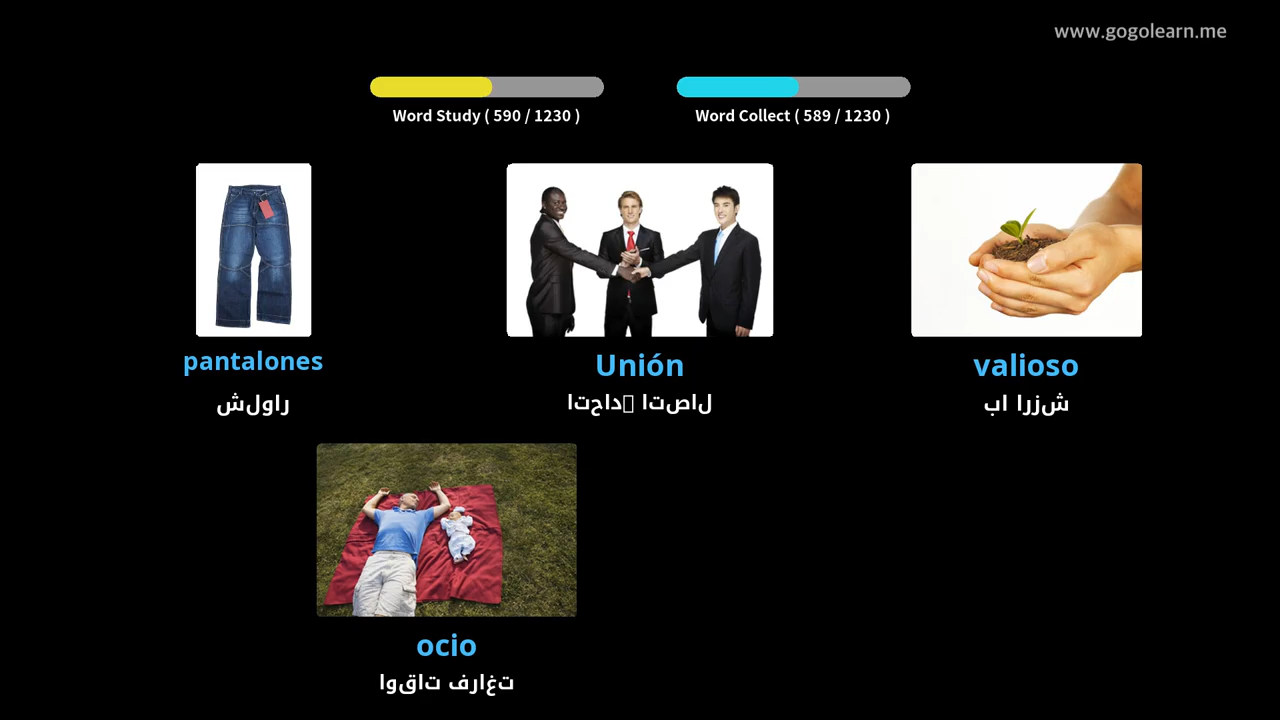 www.gogolearn.me
Word Study ( 590 / 1230 )
Word Collect ( 589 / 1230 )
pantalones
Unión
valioso
شلوار
اتحاد، اتصال
با ارزش
ocio
اوقات فراغت